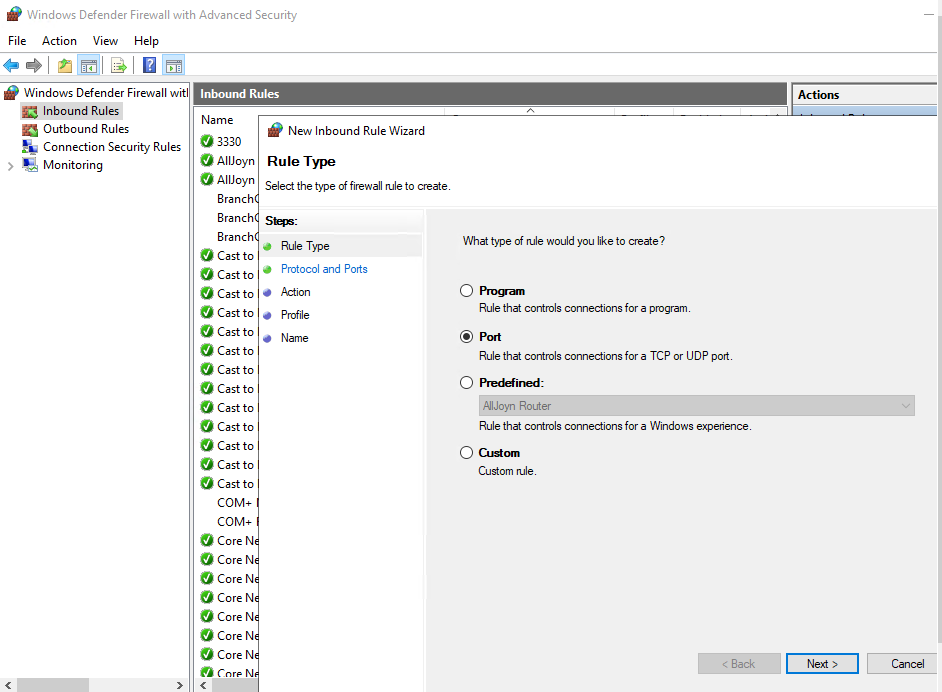 Windows Defender Firewall with Advanced Security
File Action View Help
Windows Defender Firewall wit
Inbound Rules
Outbound Rules
Connection Security Rules
Monitoring
Inbound Rules
Name
3330
AllJoyn
AllJoyn
Branch
Branch
Branch
Cast to
Cast to
Cast to
Cast to
Cast to
Cast to
Cast to
Cast to
Cast to
Cast to
Cast to
Cast to
Cast to
COM+
COM+
Core Ne
Core Ne
Core Ne
Core Ne
Core Ne
Core Ne
Core Ne
Core Ne
Actions
New Inbound Rule Wizard
Rule Type
Select the type of firewall rule to create.
Steps:
Rule Type
Protocol and Ports
Action
Profile
Name
What type of rule would you like to create?
Program
Rule that controls connections for a program.
Port
Rule that controls connections for a TCP or UDP port.
Predefined:
AllJoyn Router
Rule that controls connections for a Windows experience.
Custom
Custom rule.
< Back Next > Cancel